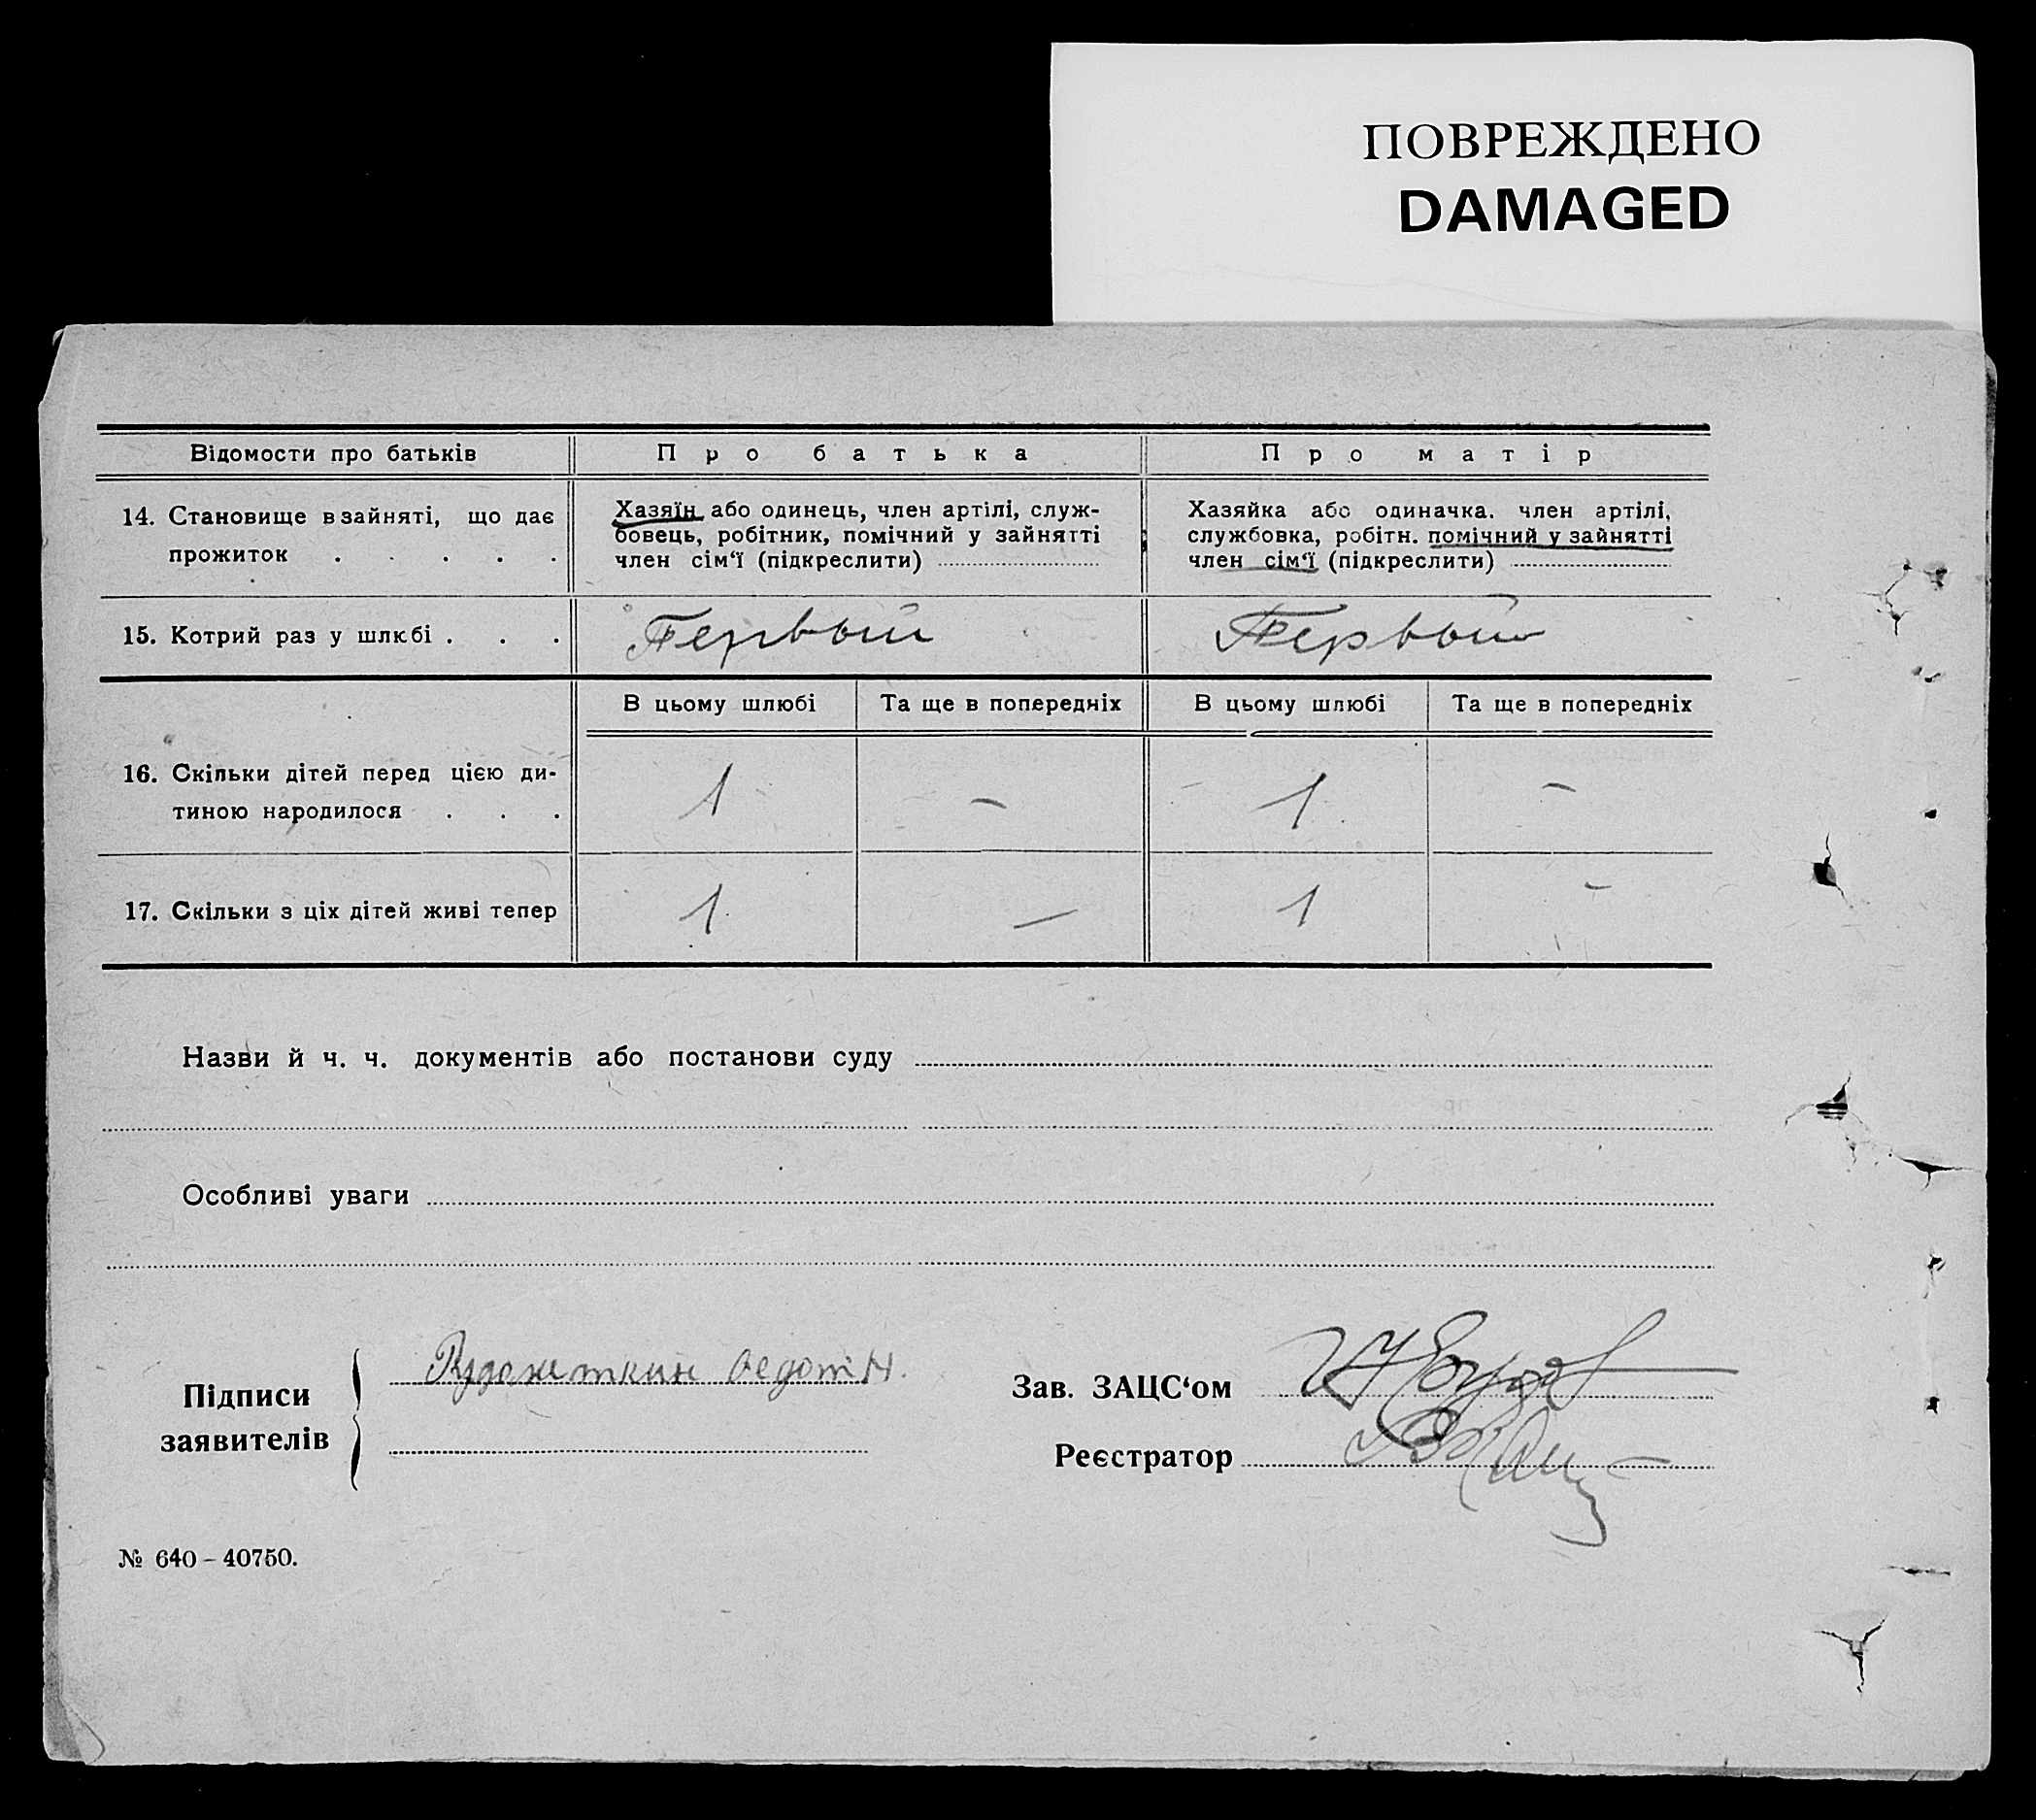 ПОВРЕЖДЕНО
DAMAGED
Відомости про батьків
Про батька
Про матір
14. Становище в зайняті, що дає
прожиток . . . . .
Хазяїн або одинець, член артілі, служ-
бовець, робітник, помічний у зайнятті
член сім‘ї (підкреслити)
Хазяйка або одиначка. член артілі,
службовка, робітн. помічний у зайнятті
член сім‘ї (підкреслити)
15. Котрий раз у шлюбі . . .
Первый
Первый
В цьому шлюбі
Та ще в попередніх
В цьому шлюбі
Та ще в попередніх
16. Скільки дітей перед цією ди-
тиною народилося . . .
1
–
1
–
17. Скільки з ціх дітей живі тепер
1
–
1
–
Назви й ч. ч. документів або постанови суду
Особливі уваги
Підписи
заявителів
Зав. ЗАЦС‘ом
Реєстратор
№ 640 – 40750.